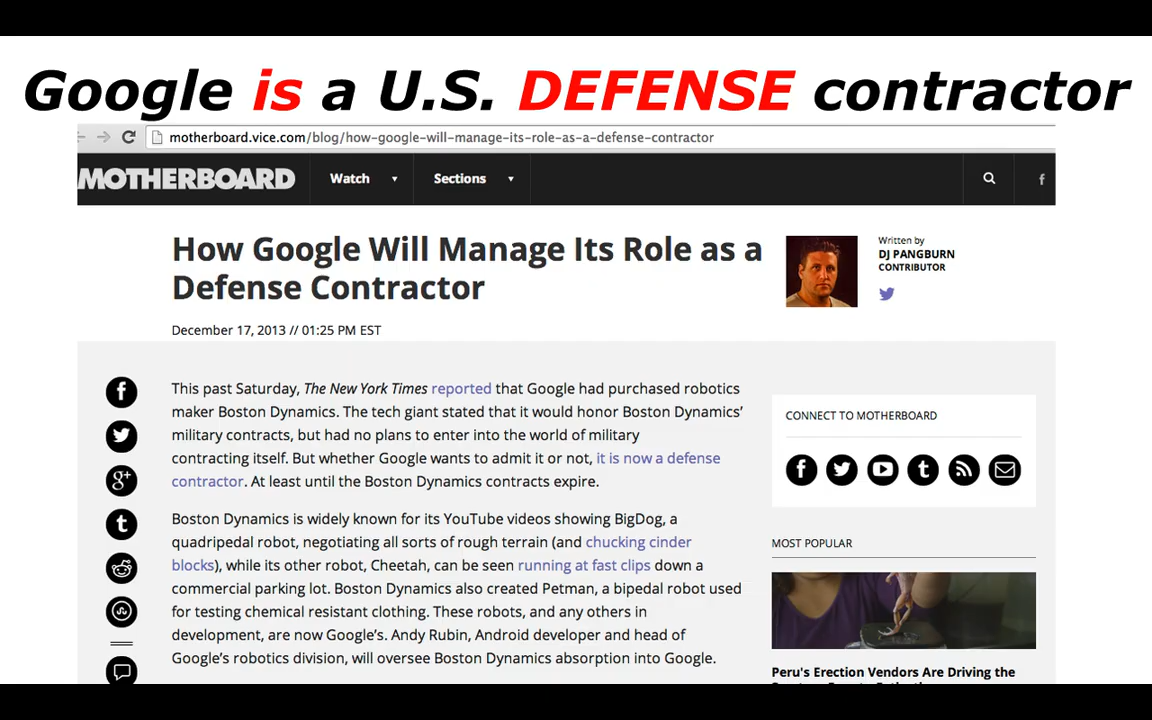 Google is a U.S. DEFENSE contractor
motherboard.vice.com/blog/how-google-will-manage-its-role-as-a-defense-contractor
MOTHERBOARD
Watch
Sections
How Google Will Manage Its Role as a
Defense Contractor
December 17, 2013 // 01:25 PM EST
Written by
DJ PANGBURN
CONTRIBUTOR
This past Saturday, The New York Times reported that Google had purchased robotics
maker Boston Dynamics. The tech giant stated that it would honor Boston Dynamics’
military contracts, but had no plans to enter into the world of military
contracting itself. But whether Google wants to admit it or not, it is now a defense
contractor. At least until the Boston Dynamics contracts expire.
Boston Dynamics is widely known for its YouTube videos showing BigDog, a
quadripedal robot, negotiating all sorts of rough terrain (and chucking cinder
blocks), while its other robot, Cheetah, can be seen running at fast clips down a
commercial parking lot. Boston Dynamics also created Petman, a bipedal robot used
for testing chemical resistant clothing. These robots, and any others in
development, are now Google’s. Andy Rubin, Android developer and head of
Google’s robotics division, will oversee Boston Dynamics absorption into Google.
CONNECT TO MOTHERBOARD
MOST POPULAR
Peru's Erection Vendors Are Driving the